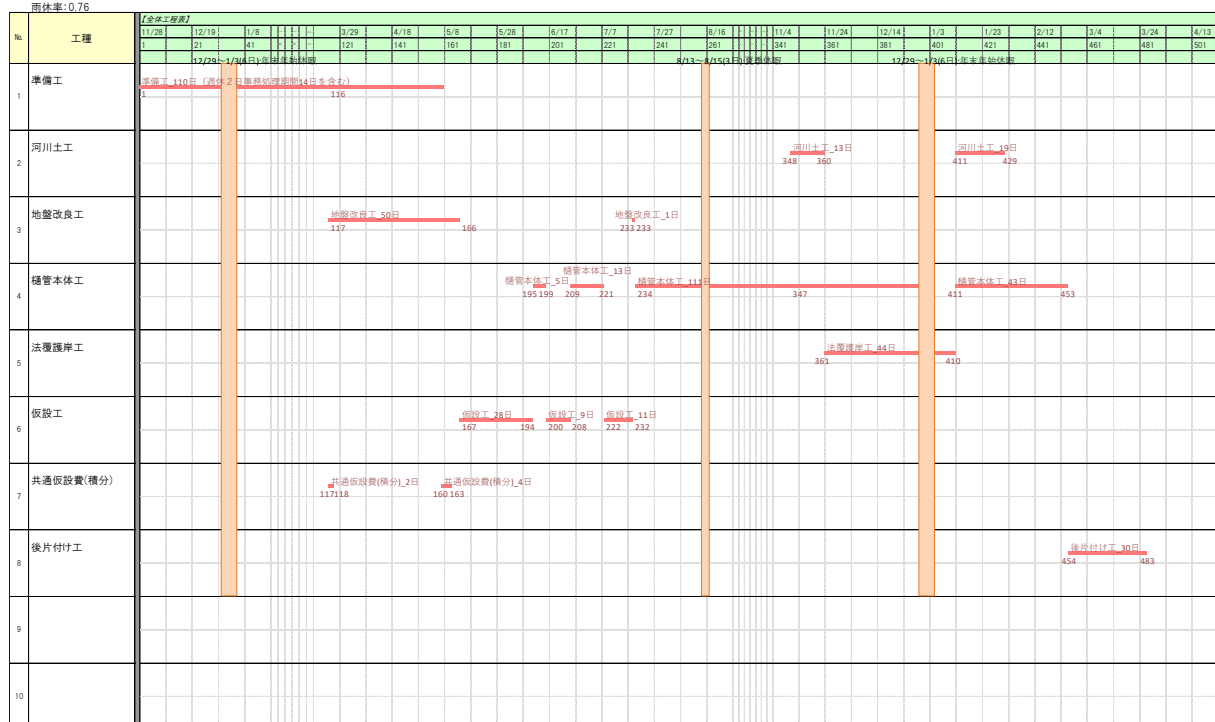 雨休率:0.76
No. 工種 【全体工程表】
11/28 12/19 1/8 3/29 4/18 5/8 5/28 6/17 7/7 7/27 8/16 11/4 11/24 12/14 1/3 1/23 2/12 3/4 3/24 4/13
1 21 41 121 141 161 181 201 221 241 261 341 361 381 401 421 441 461 481 501
12/29～1/3(6日):年末年始休暇 8/13～8/15(3日):夏季休暇 12/29～1/3(6日):年末年始休暇
1 準備工 準備工_110日（週休２日事務処理期間14日を含む）
1 116
2 河川土工 河川土工_13日 河川土工_19日
348 360 411 429
3 地盤改良工 地盤改良工_50日 地盤改良工_1日
117 166 233 233
4 樋管本体工 樋管本体工_5日 樋管本体工_13日 樋管本体工_111日 樋管本体工_43日
195 199 209 221 234 347 411 453
5 法覆護岸工 法覆護岸工_44日
361 410
6 仮設工 仮設工_28日 仮設工_9日 仮設工_11日
167 194 200 208 222 232
7 共通仮設費(積分) 共通仮設費(積分)_2日 共通仮設費(積分)_4日
117 118 160 163
8 後片付け工 後片付け工_30日
454 483
9
10